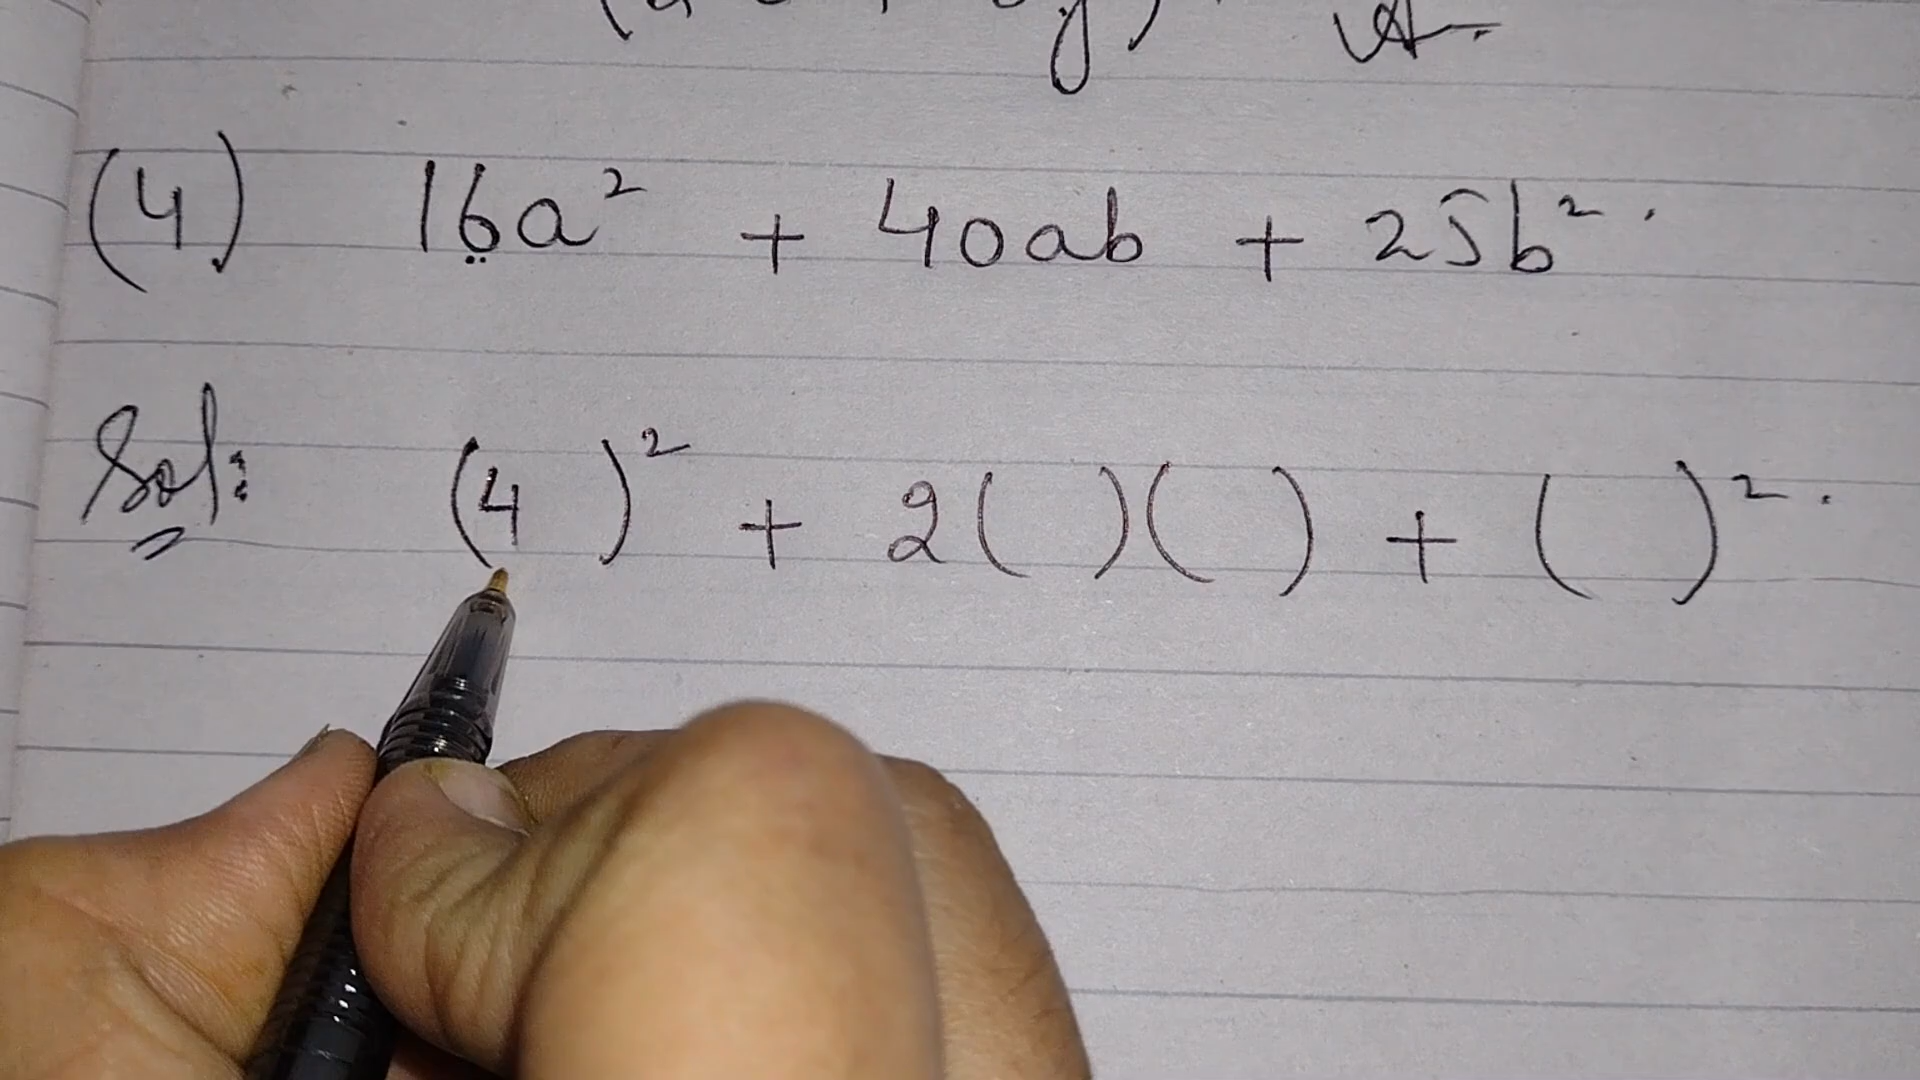 (4) 16a² + 40ab + 25b².
Sol: (4 )² + 2( )( ) + ( )².